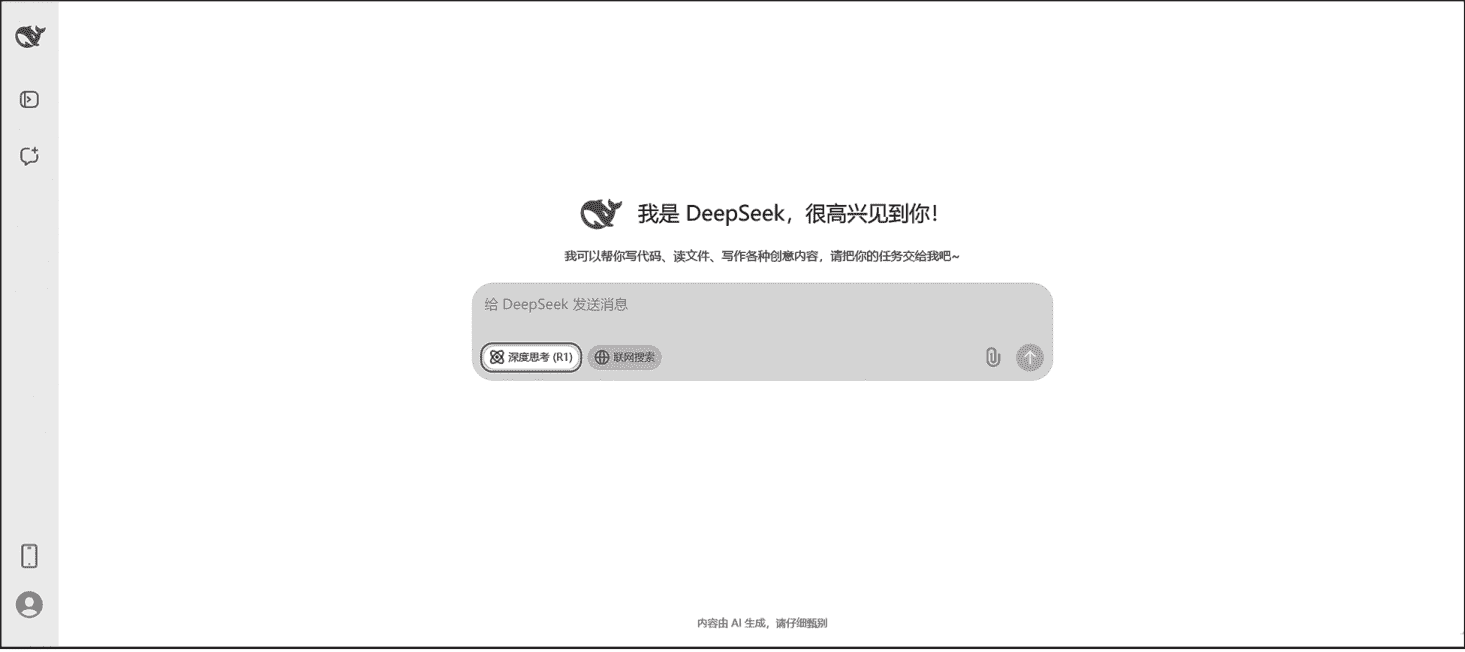 我是 DeepSeek，很高兴见到你！
我可以帮你写代码、读文件、写作各种创意内容，请把你的任务交给我吧~
给 DeepSeek 发送消息
深度思考 (R1) 联网搜索
内容由 AI 生成，请仔细甄别